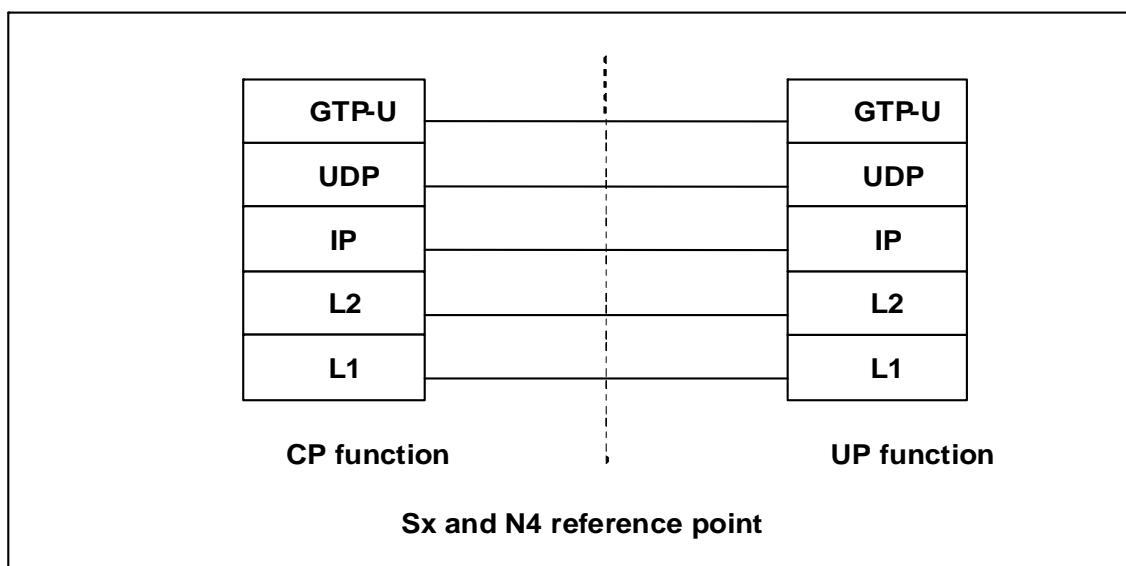 GTP-U GTP-U
UDP UDP
IP IP
L2 L2
L1 L1
CP function UP function
Sx and N4 reference point